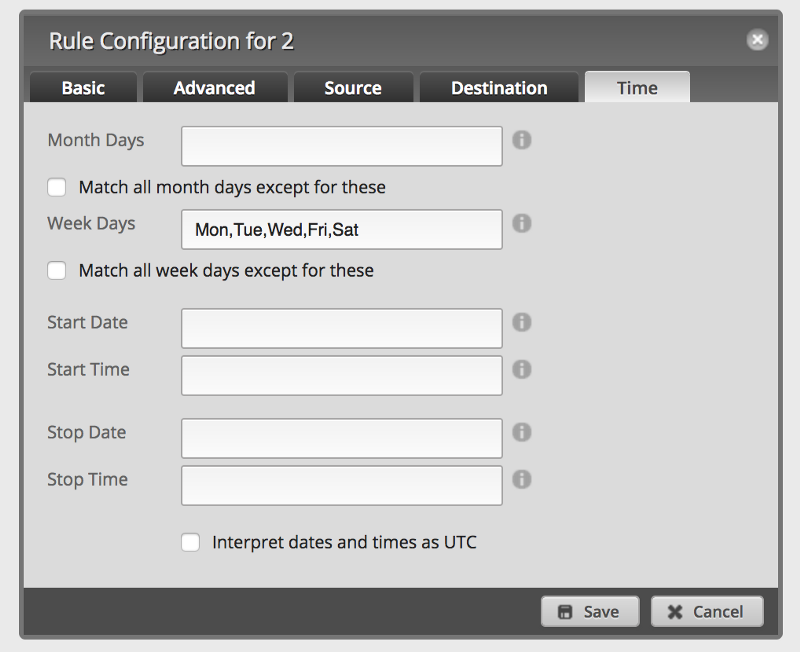 Rule Configuration for 2
Basic
Advanced
Source
Destination
Time
Month Days
Match all month days except for these
Week Days
Mon,Tue,Wed,Fri,Sat
Match all week days except for these
Start Date
Start Time
Stop Date
Stop Time
Interpret dates and times as UTC
Save
Cancel